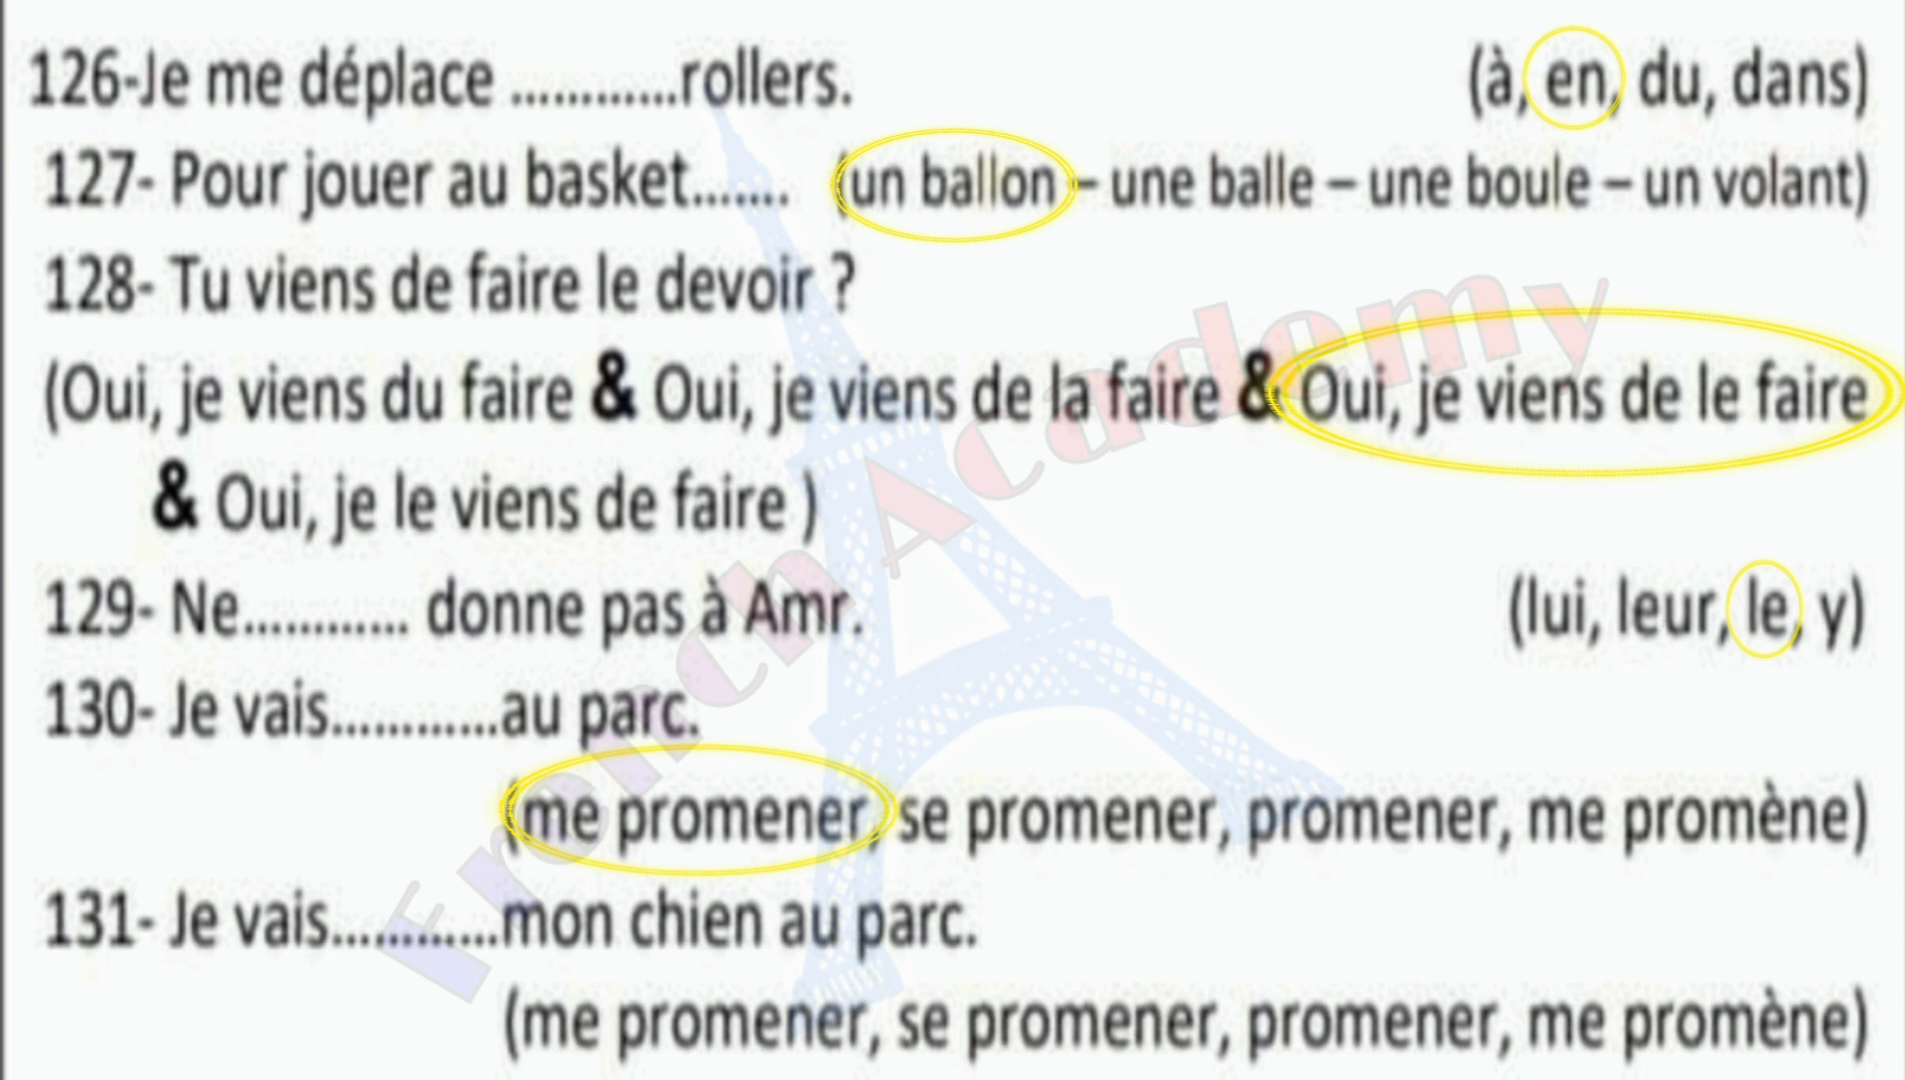 126-Je me déplace ............rollers. (à, en, du, dans)
127- Pour jouer au basket....... (un ballon – une balle – une boule – un volant)
128- Tu viens de faire le devoir ?
(Oui, je viens du faire & Oui, je viens de la faire & Oui, je viens de le faire
& Oui, je le viens de faire )
129- Ne............ donne pas à Amr. (lui, leur, le, y)
130- Je vais............au parc.
(me promener, se promener, promener, me promène)
131- Je vais............mon chien au parc.
(me promener, se promener, promener, me promène)
French Academy